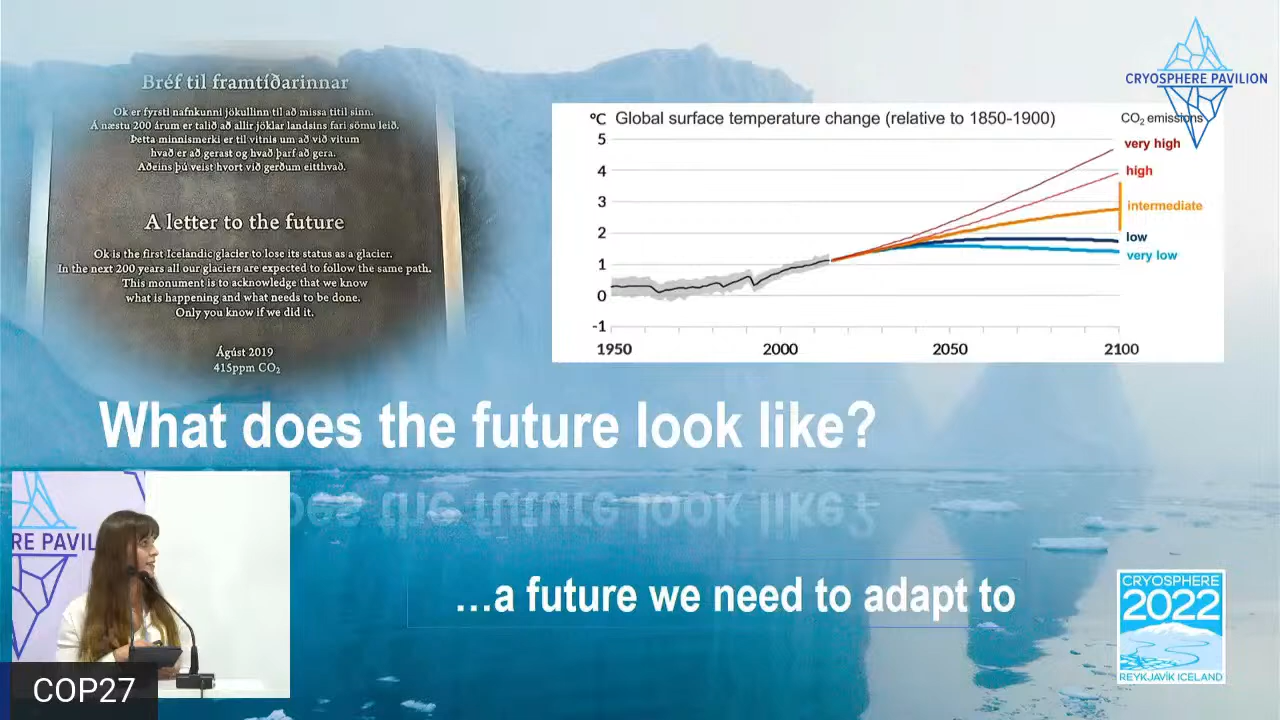 Bréf til framtíðarinnar
Ok er fyrsti nafnkunni jökullinn til að missa titil sinn.
Á næstu 200 árum er talið að allir jöklar landsins fari sömu leið.
Þetta minnismerki er til vitnis um að við vitum
hvað er að gerast og hvað þarf að gera.
Aðeins þú veist hvort við gerðum eitthvað.
A letter to the future
Ok is the first Icelandic glacier to lose its status as a glacier.
In the next 200 years all our glaciers are expected to follow the same path.
This monument is to acknowledge that we know
what is happening and what needs to be done.
Only you know if we did it.
Ágúst 2019
415ppm CO₂
CRYOSPHERE PAVILION
°C Global surface temperature change (relative to 1850-1900)
CO₂ emissions
5
4
3
2
1
0
-1
1950
2000
2050
2100
very high
high
intermediate
low
very low
What does the future look like?
...a future we need to adapt to
RE PAVIL
COP27
CRYOSPHERE
2022
REYKJAVÍK ICELAND